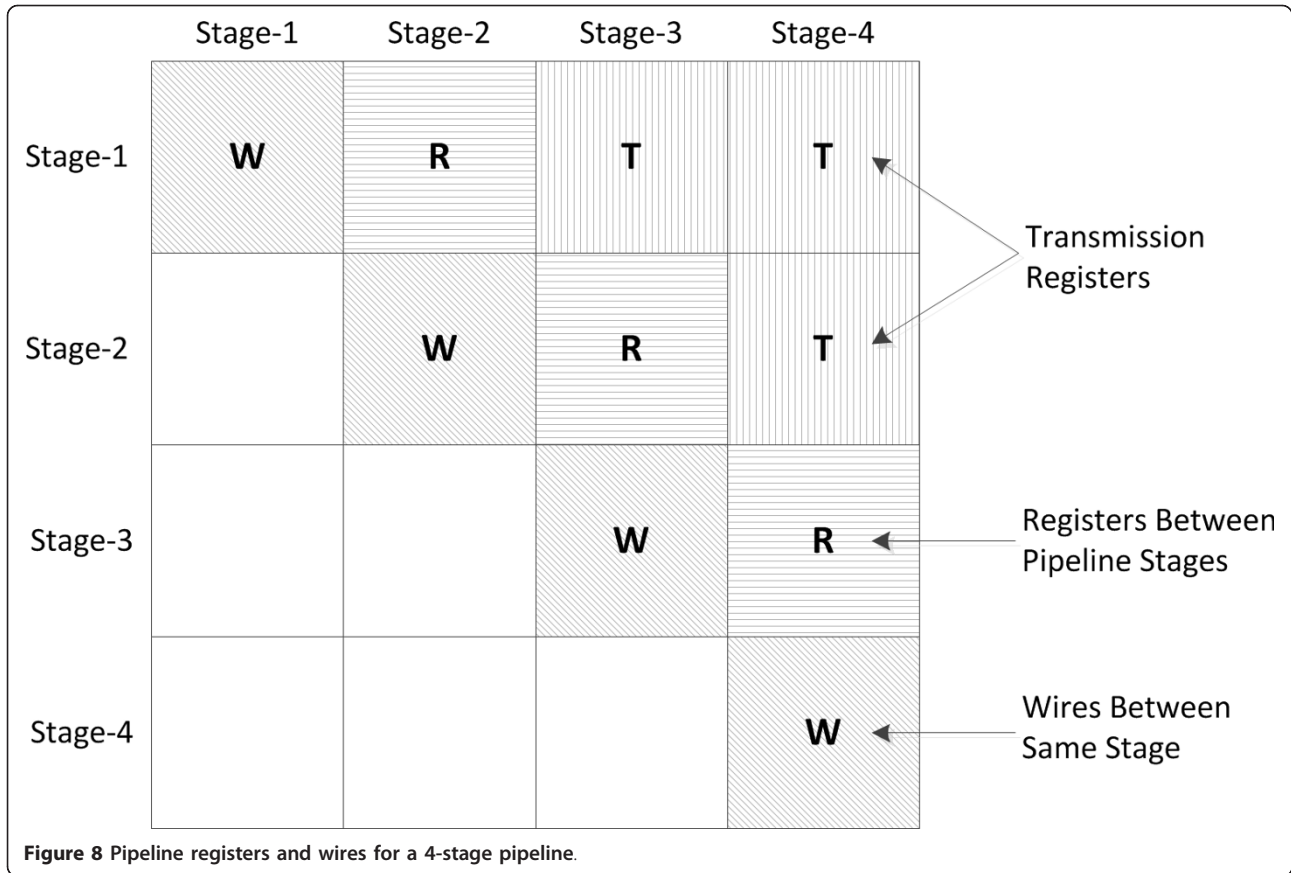 Stage-1 Stage-2 Stage-3 Stage-4
Stage-1 W R T T
Transmission
Registers
Stage-2 W R T
Stage-3 W R
Registers Between
Pipeline Stages
Stage-4 W
Wires Between
Same Stage
Figure 8 Pipeline registers and wires for a 4-stage pipeline.